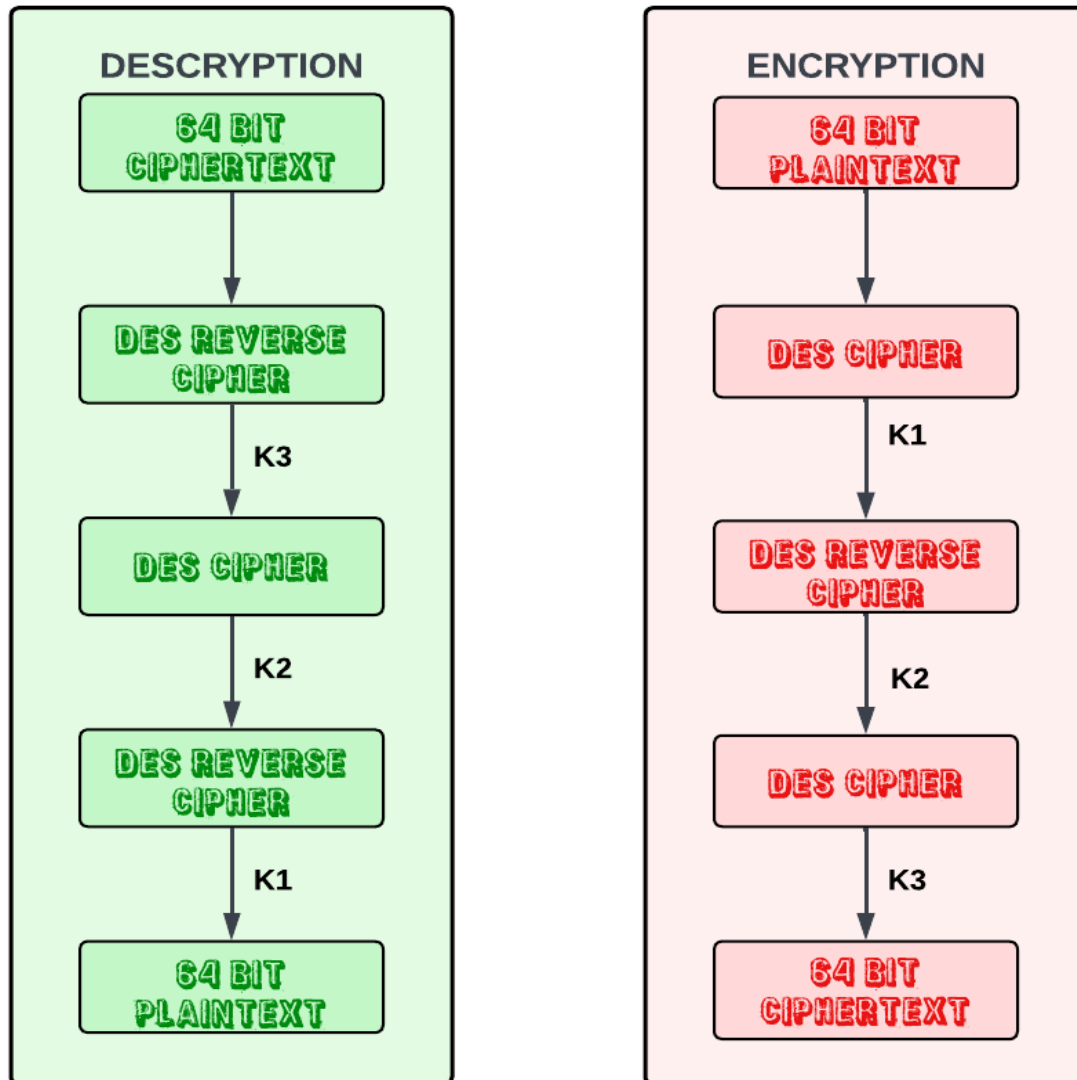 DESCRYPTION
64 BIT
CIPHERTEXT
DES REVERSE
CIPHER
K3
DES CIPHER
K2
DES REVERSE
CIPHER
K1
64 BIT
PLAINTEXT
ENCRYPTION
64 BIT
PLAINTEXT
DES CIPHER
K1
DES REVERSE
CIPHER
K2
DES CIPHER
K3
64 BIT
CIPHERTEXT